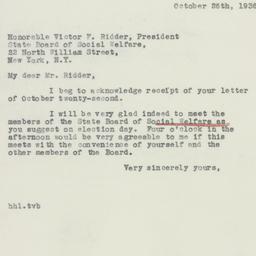 October 26th, 1936
Honorable Victor F. Ridder, President
State Board of Social Welfare,
22 North William Street,
New York, N.Y.
My dear Mr. Ridder,
I beg to acknowledge receipt of your letter
of October twenty-second.
I will be very glad indeed to meet the
members of the State Board of Social Welfare as
you suggest on election day. Four o'clock in the
afternoon would be very agreeable to me if this
meets with the convenience of yourself and the
other members of the Board.
Very sincerely yours,
hhl.tvb